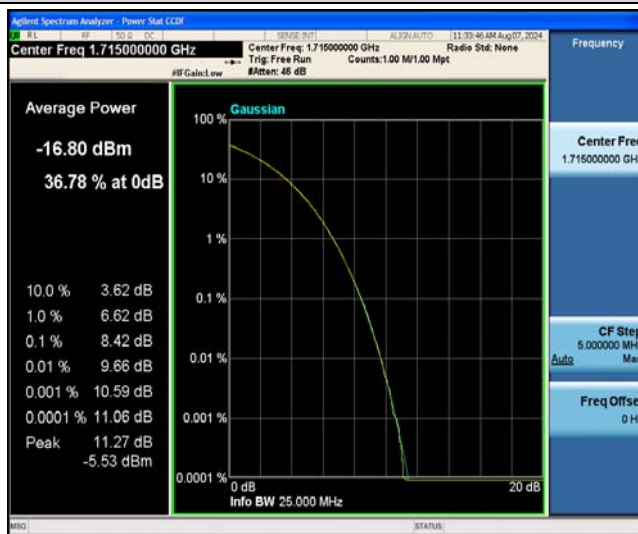 Agilent Spectrum Analyzer - Power Stat CCDF
RL RF 50 Ω DC SENSE:INT ALIGN AUTO 11:33:46 AM Aug 07, 2024
Center Freq 1.715000000 GHz
Center Freq: 1.715000000 GHz Radio Std: None
Trig: Free Run Counts:1.00 M/1.00 Mpt
#IFGain:Low #Atten: 46 dB
Frequency
Average Power
-16.80 dBm
36.78 % at 0dB
10.0 % 3.62 dB
1.0 % 6.62 dB
0.1 % 8.42 dB
0.01 % 9.66 dB
0.001 % 10.59 dB
0.0001 % 11.06 dB
Peak 11.27 dB
-5.53 dBm
Gaussian
100 %
10 %
1 %
0.1 %
0.01 %
0.001 %
0.0001 %
0 dB 20 dB
Info BW 25.000 MHz
Center Fre
1.715000000 GH
CF Step
5.000000 MH
Auto Ma
Freq Offse
0 H
MSG STATUS